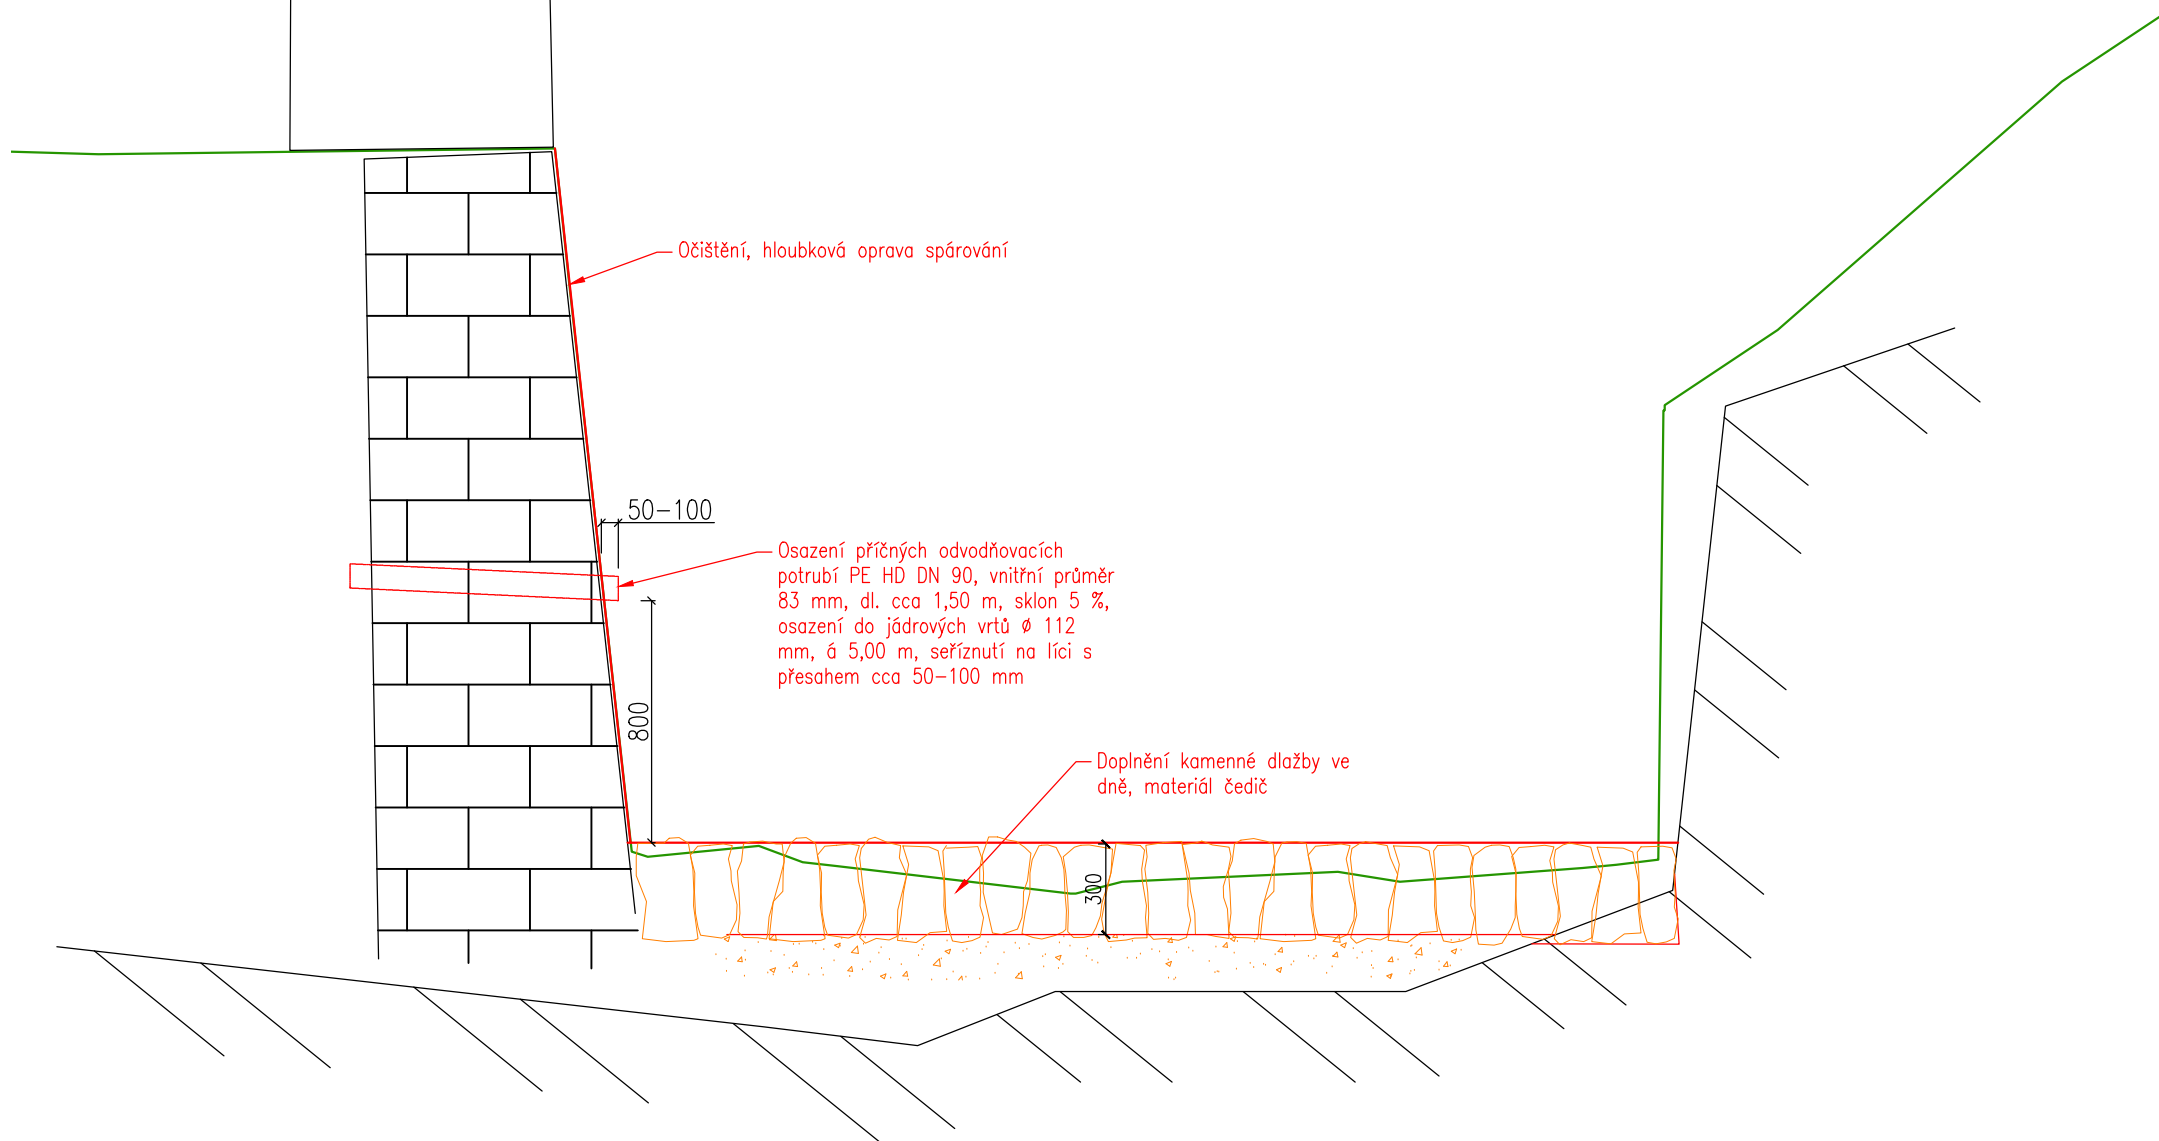 Očištění, hloubková oprava spárování
50-100
Osazení příčných odvodňovacích
potrubí PE HD DN 90, vnitřní průměr
83 mm, dl. cca 1,50 m, sklon 5 %,
osazení do jádrových vrtů ø 112
mm, á 5,00 m, seříznutí na líci s
přesahem cca 50-100 mm
800
Doplnění kamenné dlažby ve
dně, materiál čedič
300